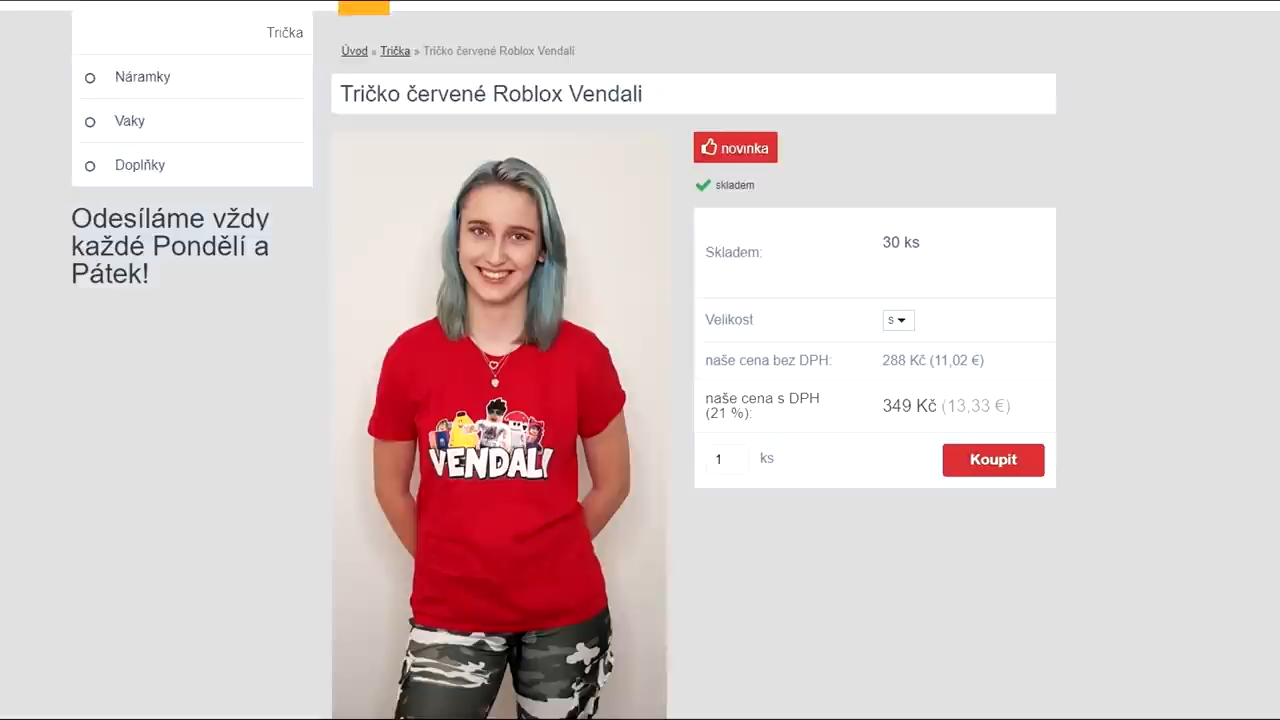 Trička
Náramky
Vaky
Doplňky
Odesíláme vždy
každé Pondělí a
Pátek!
Úvod » Trička » Tričko červené Roblox Vendali
Tričko červené Roblox Vendali
VENDALI
novinka
skladem
Skladem: 30 ks
Velikost S
naše cena bez DPH: 288 Kč (11,02 €)
naše cena s DPH
(21 %): 349 Kč (13,33 €)
1 ks Koupit